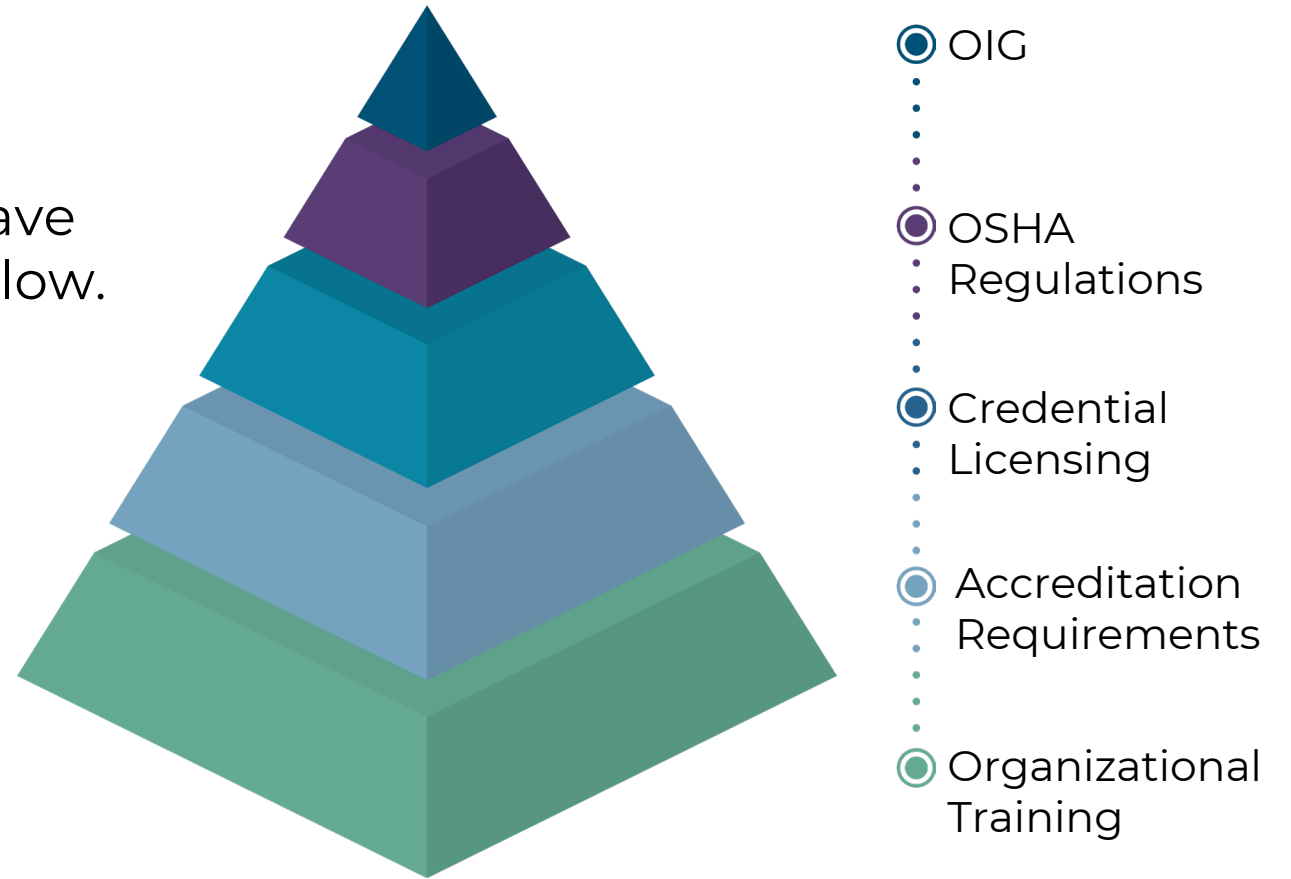 ave
low.
OIG
OSHA
Regulations
Credential
Licensing
Accreditation
Requirements
Organizational
Training